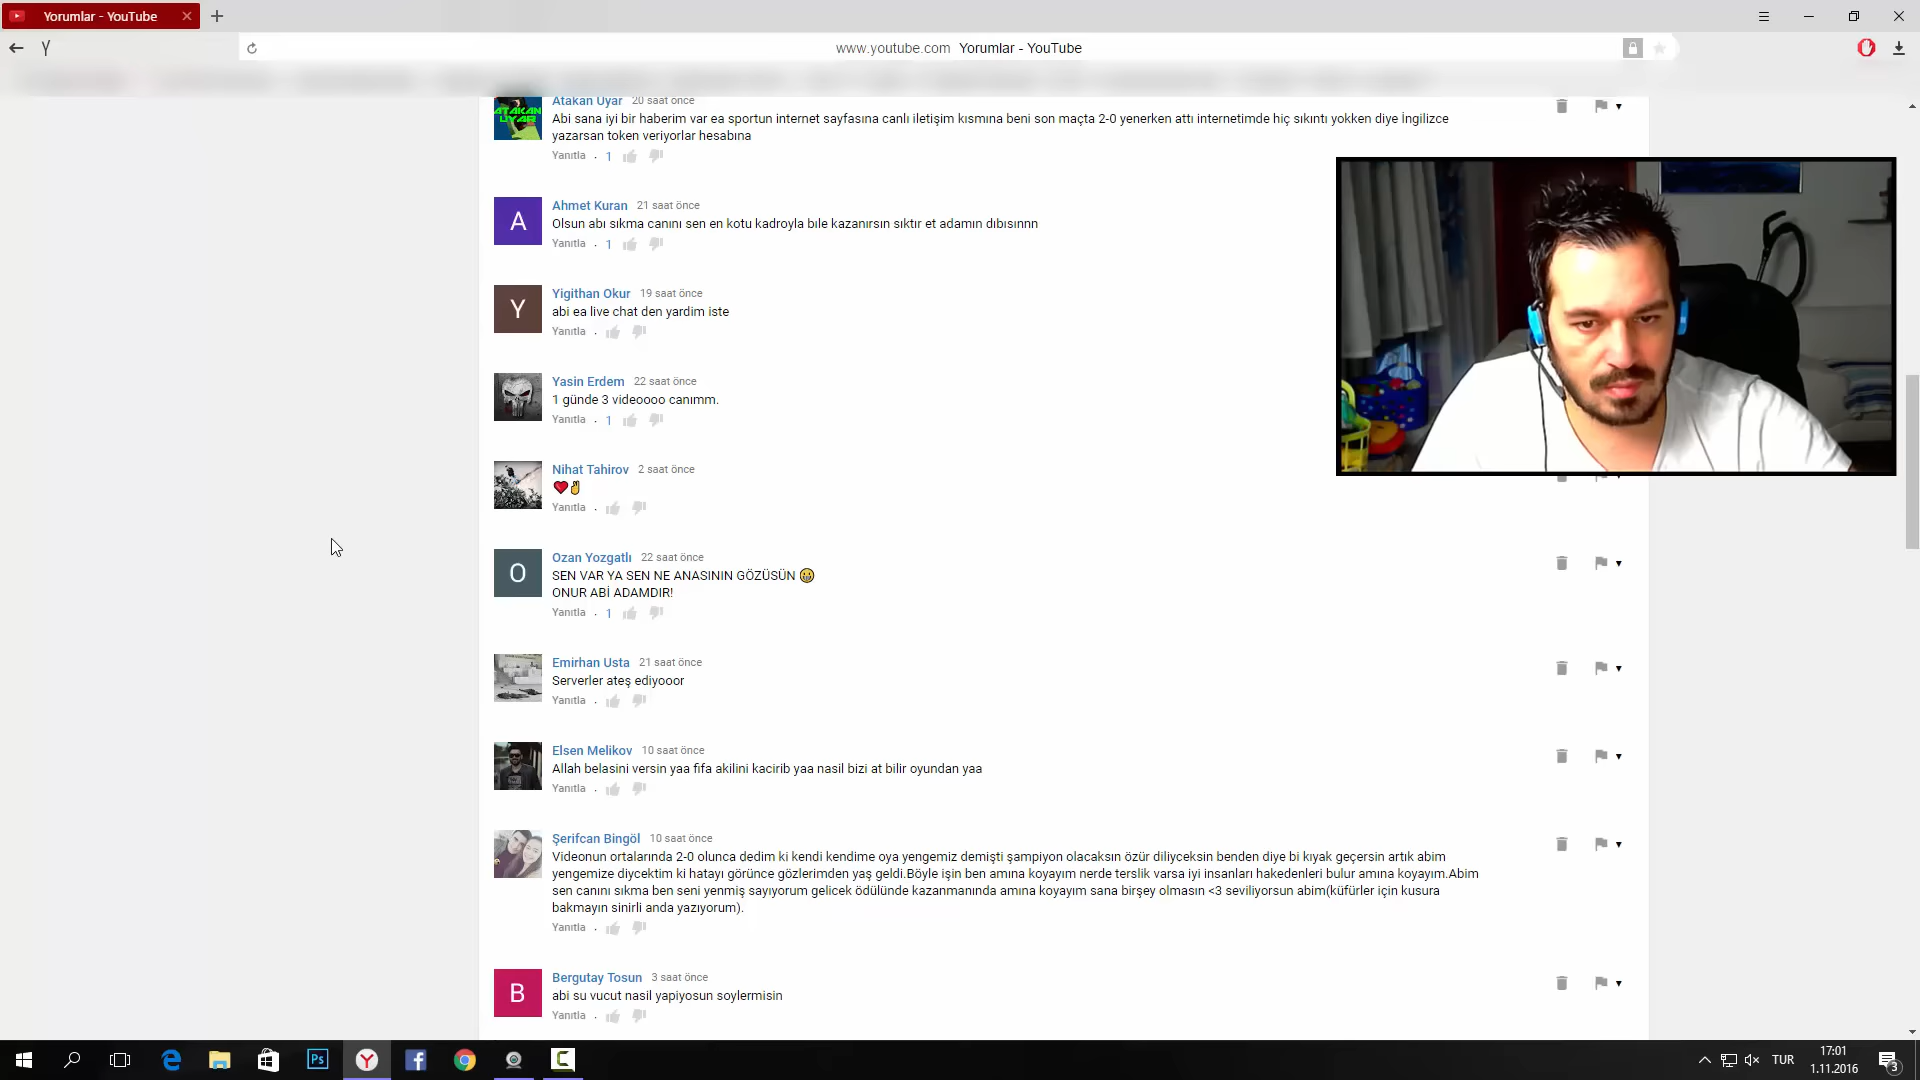 Yorumlar - YouTube
www.youtube.com Yorumlar - YouTube
ATAKAN
UYAR
Atakan Uyar 20 saat önce
Abi sana iyi bir haberim var ea sportun internet sayfasına canlı iletişim kısmına beni son maçta 2-0 yenerken attı internetimde hiç sıkıntı yokken diye İngilizce
yazarsan token veriyorlar hesabına
Yanıtla . 1
A
Ahmet Kuran 21 saat önce
Olsun abı sıkma canını sen en kotu kadroyla bıle kazanırsın sıktır et adamın dıbısınnn
Yanıtla . 1
Y
Yigithan Okur 19 saat önce
abi ea live chat den yardim iste
Yanıtla .
Yasin Erdem 22 saat önce
1 günde 3 videoooo canımm.
Yanıtla . 1
Nihat Tahirov 2 saat önce
❤✌
Yanıtla .
O
Ozan Yozgatlı 22 saat önce
SEN VAR YA SEN NE ANASININ GÖZÜSÜN 😀
ONUR ABİ ADAMDIR!
Yanıtla . 1
Emirhan Usta 21 saat önce
Serverler ateş ediyooor
Yanıtla .
Elsen Melikov 10 saat önce
Allah belasini versin yaa fifa akilini kacirib yaa nasil bizi at bilir oyundan yaa
Yanıtla .
Şerifcan Bingöl 10 saat önce
Videonun ortalarında 2-0 olunca dedim ki kendi kendime oya yengemiz demişti şampiyon olacaksın özür diliyceksin benden diye bi kıyak geçersin artık abim
yengemize diycektim ki hatayı görünce gözlerimden yaş geldi.Böyle işin ben amına koyayım nerde terslik varsa iyi insanları hakedenleri bulur amına koyayım.Abim
sen canını sıkma ben seni yenmiş sayıyorum gelicek ödülünde kazanmanında amına koyayım sana birşey olmasın <3 seviliyorsun abim(küfürler için kusura
bakmayın sinirli anda yazıyorum).
Yanıtla .
B
Bergutay Tosun 3 saat önce
abi su vucut nasil yapiyosun soylermisin
Yanıtla .
Ps
TUR
17:01
1.11.2016
3